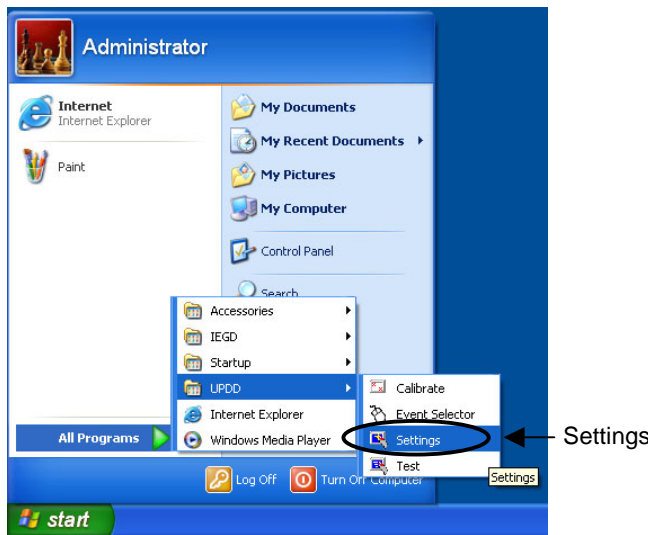 Administrator
Internet
Internet Explorer
Paint
My Documents
My Recent Documents
My Pictures
My Computer
Control Panel
Search
Accessories
IEGD
Startup
UPDD
Internet Explorer
Windows Media Player
Calibrate
Event Selector
Settings
Test
Settings
Settings
All Programs
Log Off
Turn Off Computer
start